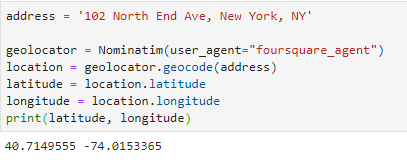 address = '102 North End Ave, New York, NY'
geolocator = Nominatim(user_agent="foursquare_agent")
location = geolocator.geocode(address)
latitude = location.latitude
longitude = location.longitude
print(latitude, longitude)
40.7149555 -74.0153365